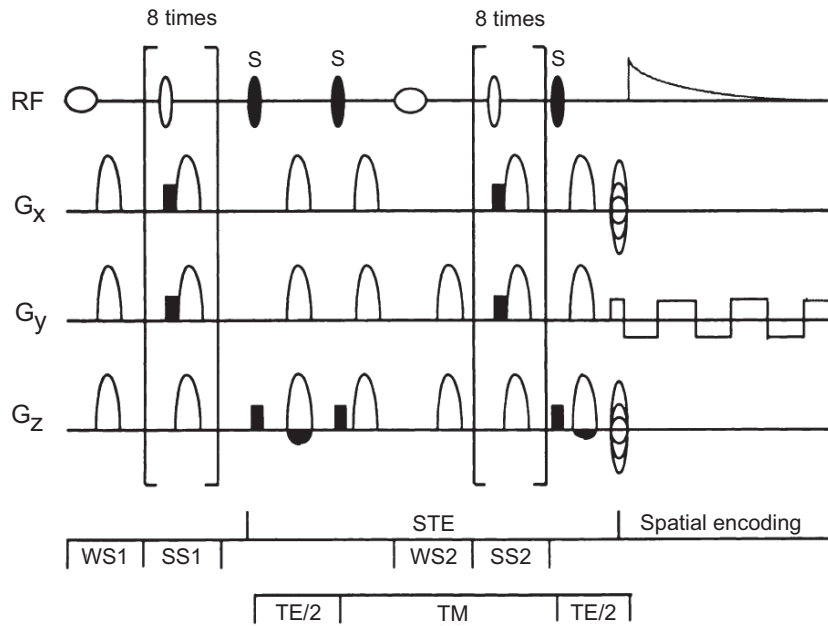 8 times 8 times
S S S
RF
Gx
Gy
Gz
STE Spatial encoding
WS1 SS1 WS2 SS2
TE/2 TM TE/2